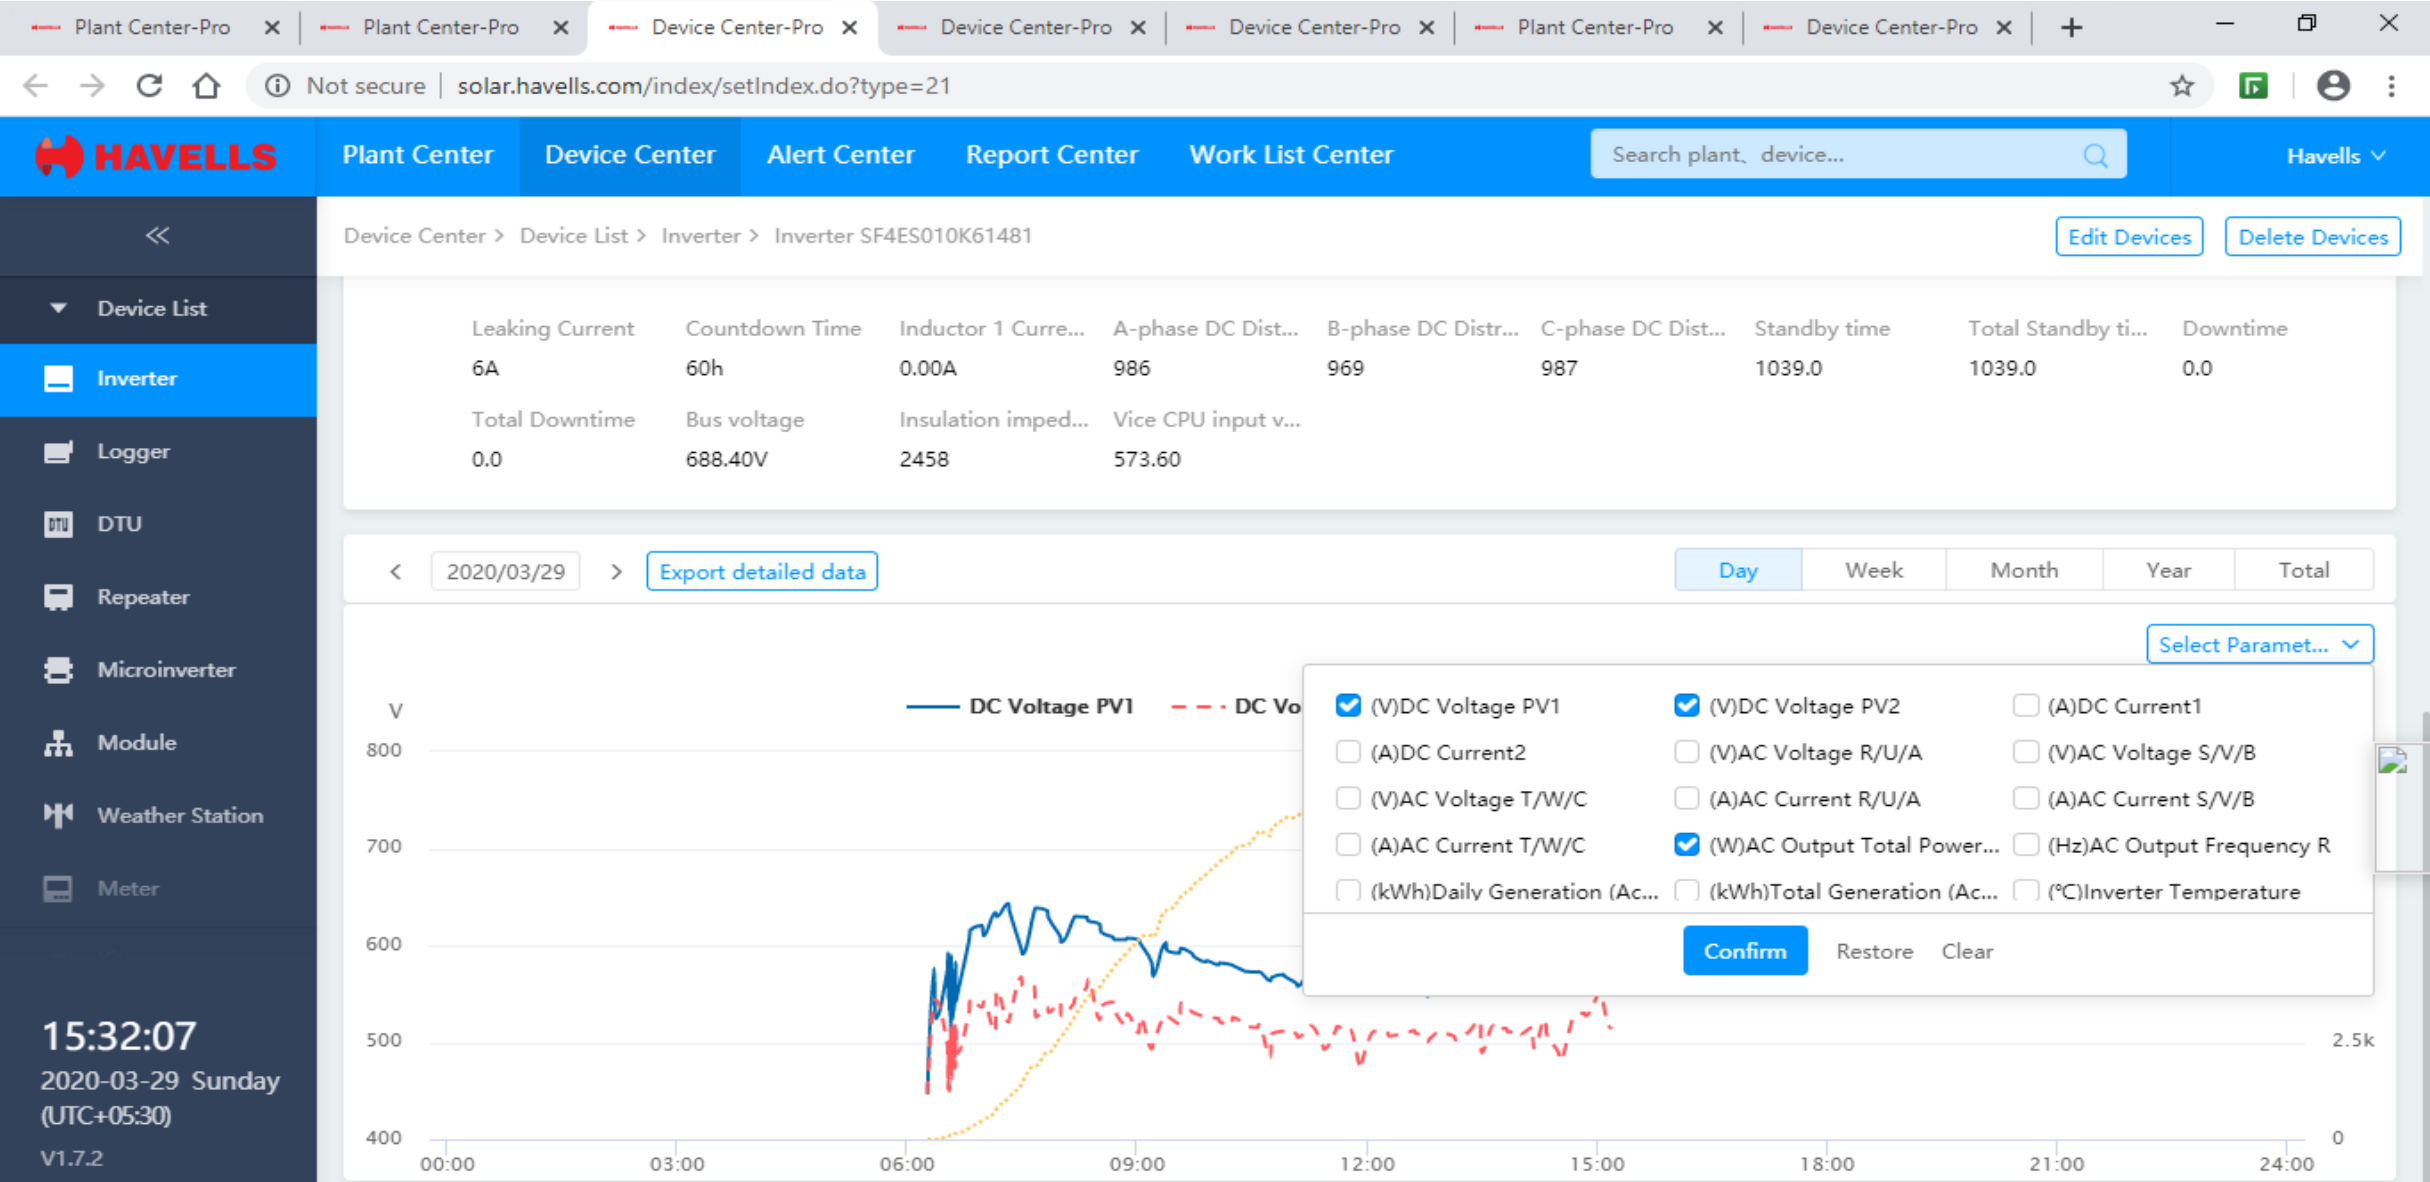 Plant Center-Pro Plant Center-Pro Device Center-Pro Device Center-Pro Device Center-Pro Plant Center-Pro Device Center-Pro
Not secure solar.havells.com/index/setIndex.do?type=21
HAVELLS Plant Center Device Center Alert Center Report Center Work List Center Search plant、device... Havells
Device Center > Device List > Inverter > Inverter SF4ES010K61481 Edit Devices Delete Devices
Device List
Inverter
Logger
DTU DTU
Repeater
Microinverter
Module
Weather Station
Meter
15:32:07
2020-03-29 Sunday
(UTC+05:30)
V1.7.2
Leaking Current Countdown Time Inductor 1 Curre... A-phase DC Dist... B-phase DC Distr... C-phase DC Dist... Standby time Total Standby ti... Downtime
6A 60h 0.00A 986 969 987 1039.0 1039.0 0.0
Total Downtime Bus voltage Insulation imped... Vice CPU input v...
0.0 688.40V 2458 573.60
< 2020/03/29 > Export detailed data Day Week Month Year Total
Select Paramet...
V DC Voltage PV1 DC Vo
(V)DC Voltage PV1 (V)DC Voltage PV2 (A)DC Current1
(A)DC Current2 (V)AC Voltage R/U/A (V)AC Voltage S/V/B
(V)AC Voltage T/W/C (A)AC Current R/U/A (A)AC Current S/V/B
(A)AC Current T/W/C (W)AC Output Total Power... (Hz)AC Output Frequency R
(kWh)Daily Generation (Ac... (kWh)Total Generation (Ac... (℃)Inverter Temperature
Confirm Restore Clear
800
700
600
500 2.5k
400 0
00:00 03:00 06:00 09:00 12:00 15:00 18:00 21:00 24:00